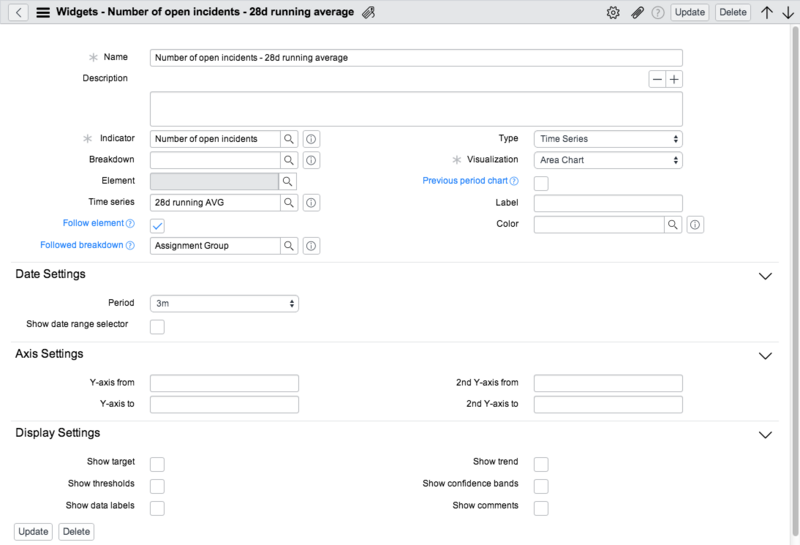 Widgets - Number of open incidents - 28d running average
Update
Delete
Name
Number of open incidents - 28d running average
Description
Indicator
Number of open incidents
Type
Time Series
Breakdown
Visualization
Area Chart
Element
Previous period chart
Time series
28d running AVG
Label
Follow element
Color
Followed breakdown
Assignment Group
Date Settings
Period
3m
Show date range selector
Axis Settings
Y-axis from
2nd Y-axis from
Y-axis to
2nd Y-axis to
Display Settings
Show target
Show trend
Show thresholds
Show confidence bands
Show data labels
Show comments
Update
Delete